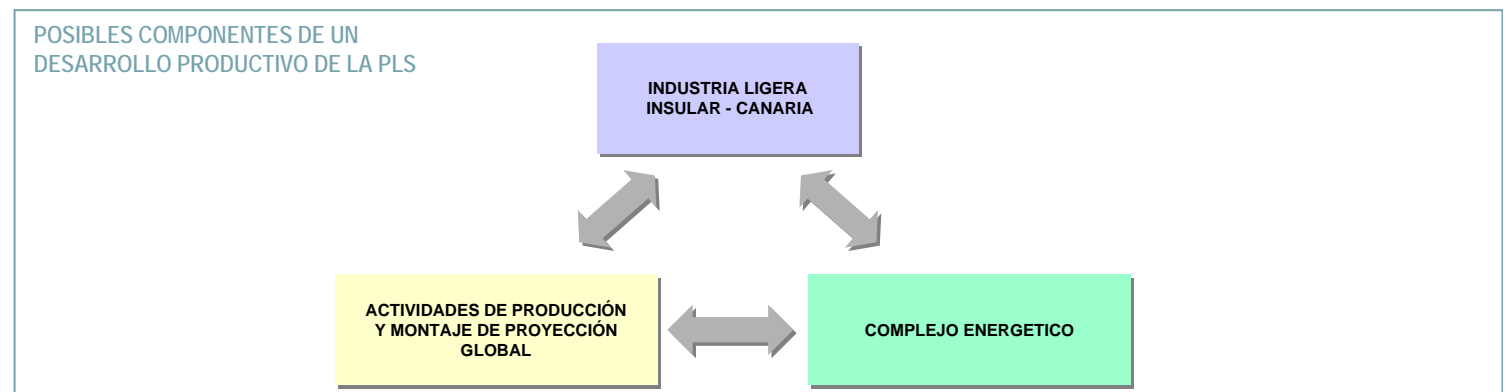 POSIBLES COMPONENTES DE UN
DESARROLLO PRODUCTIVO DE LA PLS
INDUSTRIA LIGERA
INSULAR - CANARIA
ACTIVIDADES DE PRODUCCIÓN
Y MONTAJE DE PROYECCIÓN
GLOBAL
COMPLEJO ENERGETICO